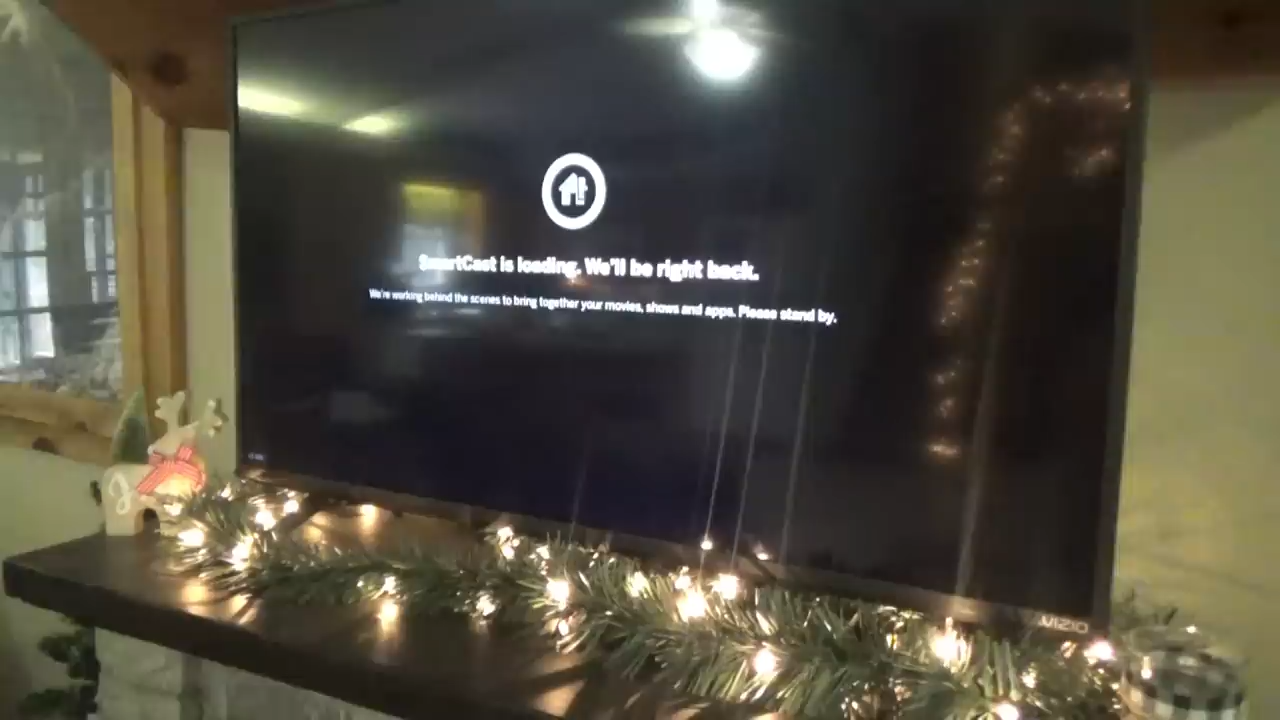 SmartCast is loading. We'll be right back.
We're working behind the scenes to bring together your movies, shows and apps. Please stand by.
J
VIZIO